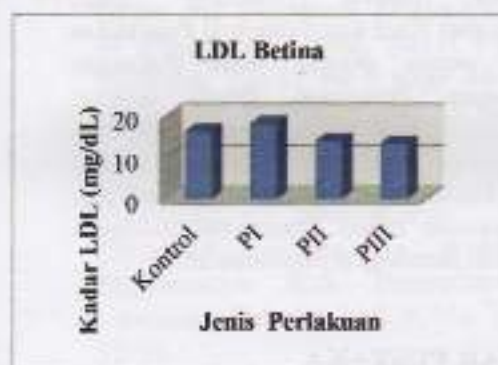 LDL Betina
Kadar LDL (mg/dL)
20
10
0
Kontrol
PI
PII
PIII
Jenis Perlakuan